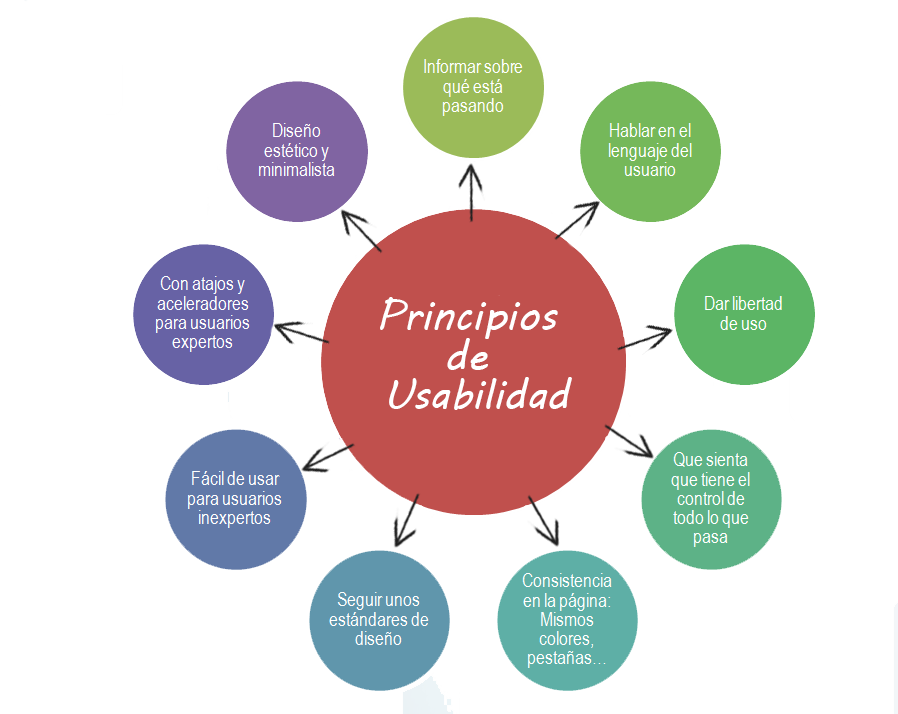 Principios
de
Usabilidad
Informar sobre
qué está
pasando
Hablar en el
lenguaje del
usuario
Dar libertad
de uso
Que sienta
que tiene el
control de
todo lo que
pasa
Consistencia
en la página:
Mismos
colores,
pestañas...
Seguir unos
estándares de
diseño
Fácil de usar
para usuarios
inexpertos
Con atajos y
aceleradores
para usuarios
expertos
Diseño
estético y
minimalista